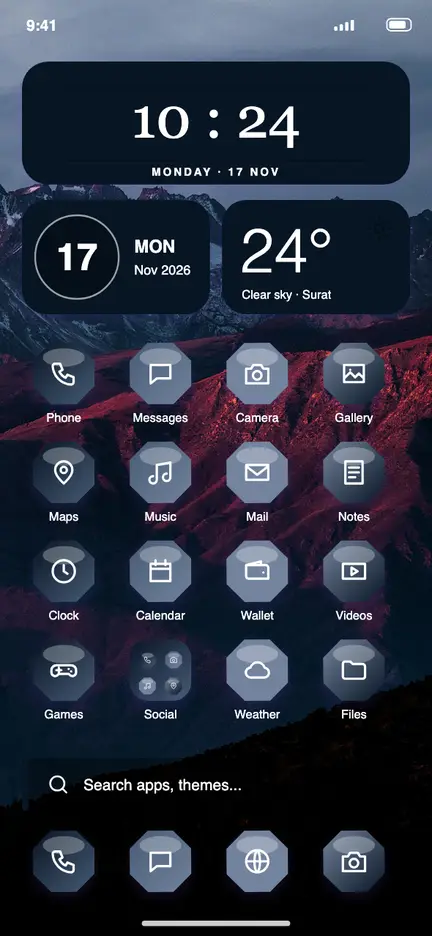 9:41
10 : 24
MONDAY · 17 NOV
17
MON
Nov 2026
24°
Clear sky · Surat
Phone
Messages
Camera
Gallery
Maps
Music
Mail
Notes
Clock
Calendar
Wallet
Videos
Games
Social
Weather
Files
Search apps, themes...